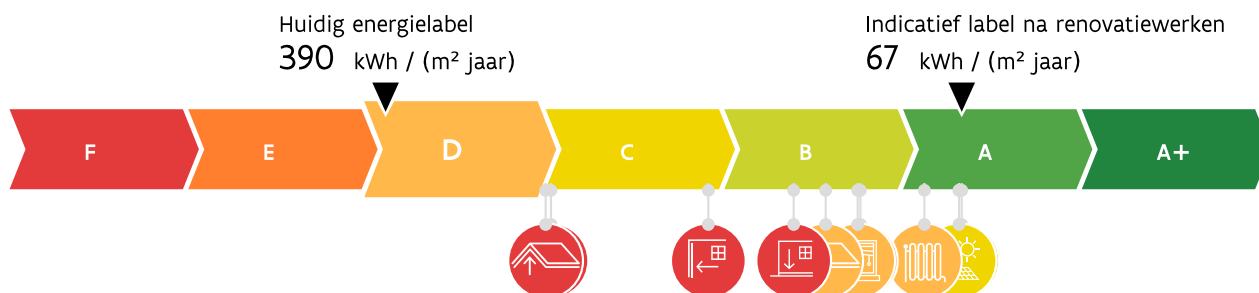 Huidig energielabel
390 kWh / (m² jaar)
Indicatief label na renovatiewerken
67 kWh / (m² jaar)
F E D C B A A+